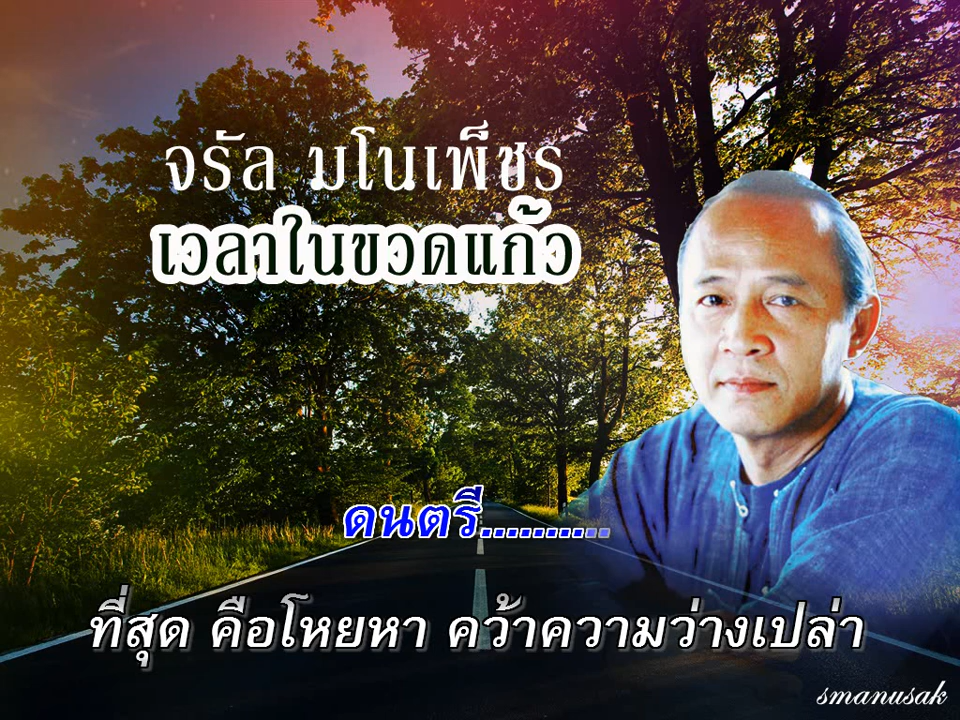 จรัล มโนเพ็ชร
เวลาในขวดแก๊ว
ดนตรี..........
ที่สุด คือโหยหา คว้าความว่างเปล่า
smanusak